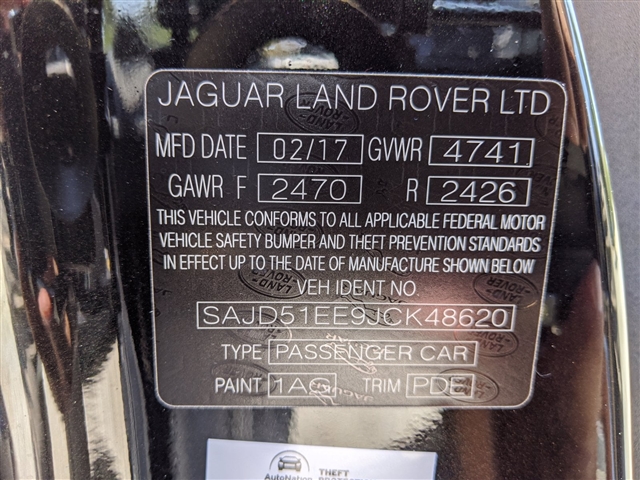 JAGUAR LAND ROVER LTD
MFD DATE 02/17 GVWR 4741
GAWR F 2470 R 2426
THIS VEHICLE CONFORMS TO ALL APPLICABLE FEDERAL MOTOR
VEHICLE SAFETY BUMPER AND THEFT PREVENTION STANDARDS
IN EFFECT UP TO THE DATE OF MANUFACTURE SHOWN BELOW
VEH IDENT NO.
SAJD51EE9JCK48620
TYPE PASSENGER CAR
PAINT 1AG TRIM PDE
AutoNation THEFT